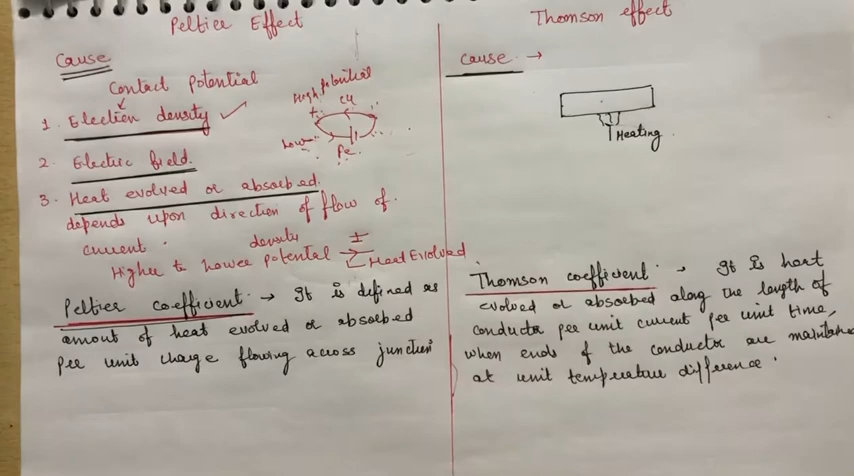 Peltier Effect
Cause
Contact Potential
1. Electron density ✓
2. Electric field.
3. Heat evolved or absorbed.
depends upon direction of flow of
current.
density ±
Higher to Lower potential → Heat Evolved.
High potential
+ Cu
Low -
Fe
Peltier coefficient → It is defined as
amount of heat evolved or absorbed
per unit charge flowing across junction
Thomson effect
Cause →
Heating
Thomson coefficient → It is heat
evolved or absorbed along the length of
conductor per unit current per unit time,
when ends of the conductor are maintained
at unit temperature difference.